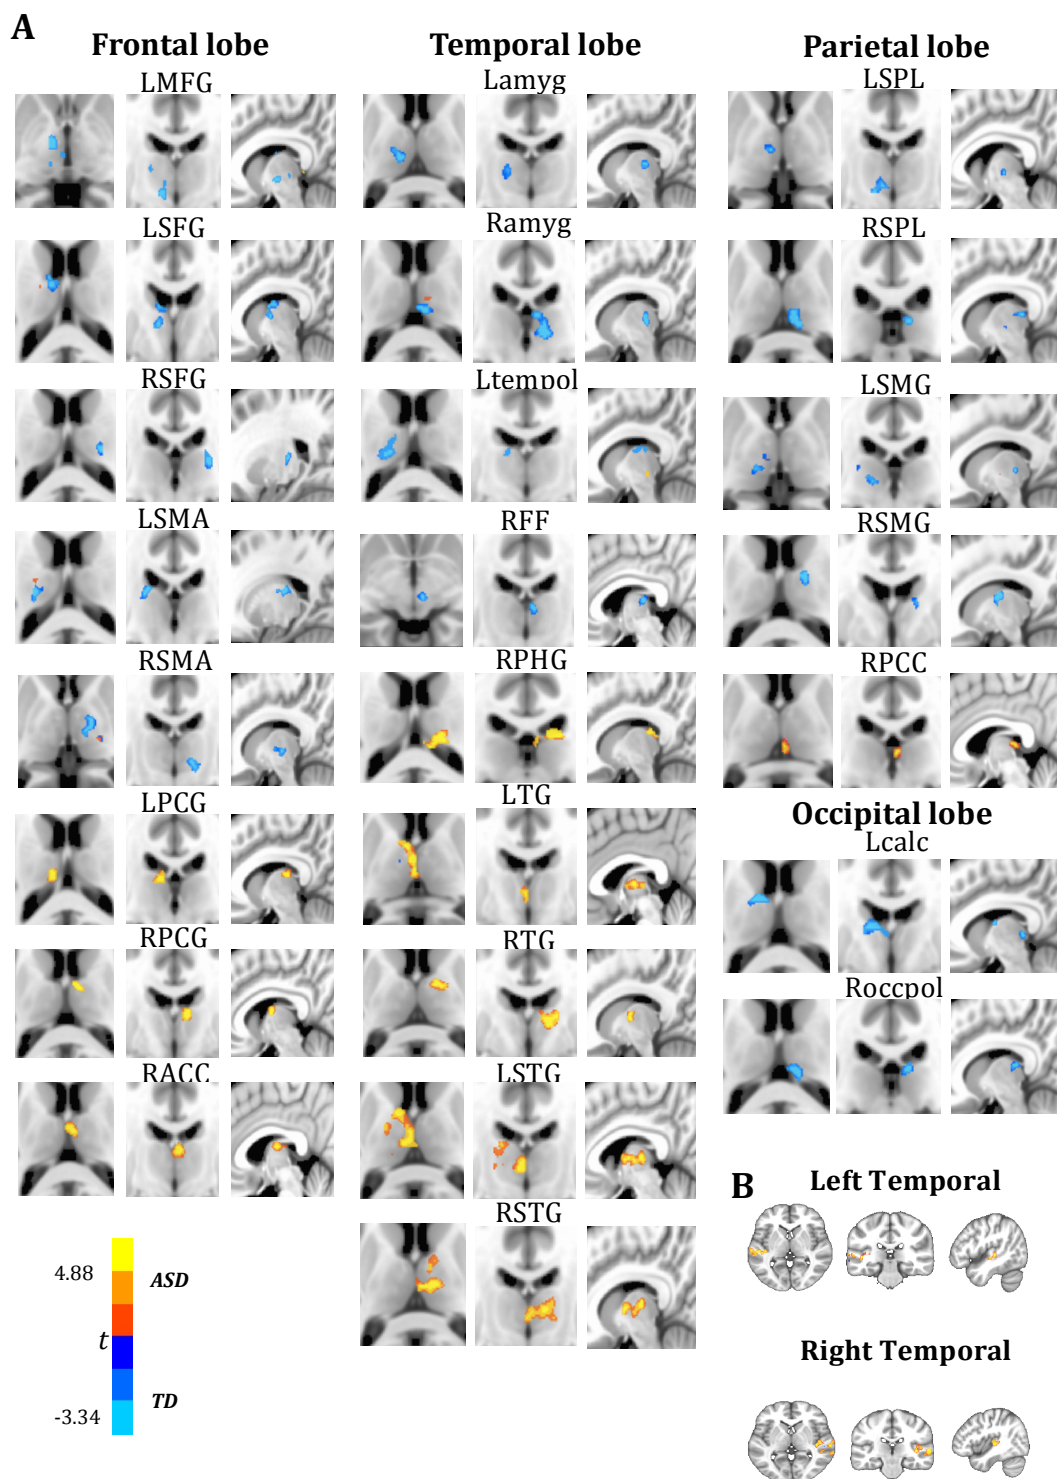 A
Frontal lobe
LMFG
LSFG
RSFG
LSMA
RSMA
LPCG
RPCG
RACC
Temporal lobe
Lamyg
Ramyg
Ltempol
RFF
RPHG
LTG
RTG
LSTG
RSTG
Parietal lobe
LSPL
RSPL
LSMG
RSMG
RPCC
Occipital lobe
Lcalc
Roccpol
4.88
ASD
t
TD
-3.34
B
Left Temporal
Right Temporal